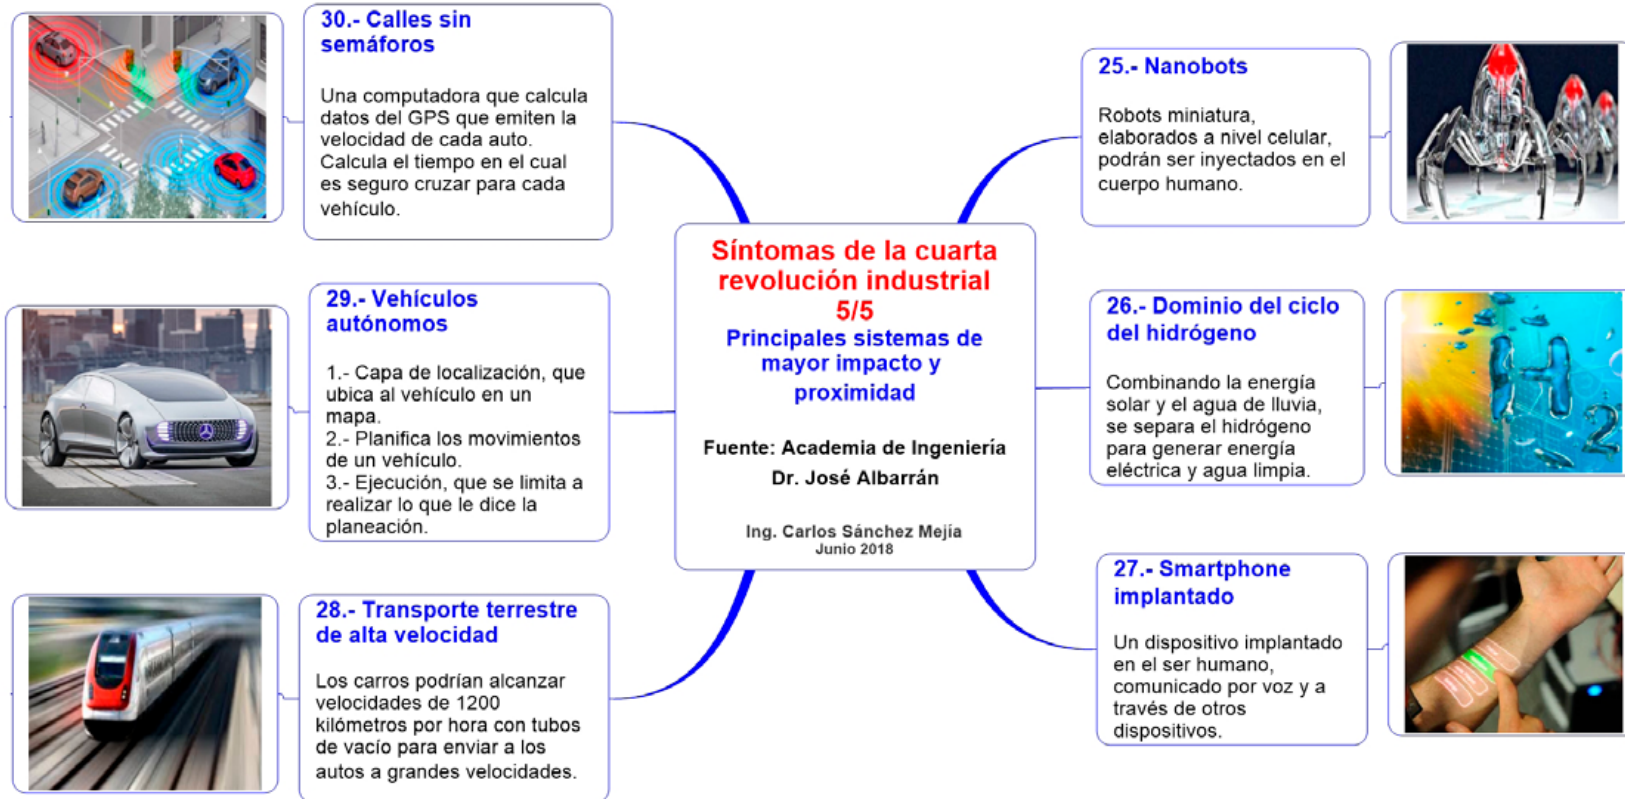 30.- Calles sin
semáforos
Una computadora que calcula
datos del GPS que emiten la
velocidad de cada auto.
Calcula el tiempo en el cual
es seguro cruzar para cada
vehículo.
29.- Vehículos
autónomos
1.- Capa de localización, que
ubica al vehículo en un
mapa.
2.- Planifica los movimientos
de un vehículo.
3.- Ejecución, que se limita a
realizar lo que le dice la
planeación.
28.- Transporte terrestre
de alta velocidad
Los carros podrían alcanzar
velocidades de 1200
kilómetros por hora con tubos
de vacío para enviar a los
autos a grandes velocidades.
Síntomas de la cuarta
revolución industrial
5/5
Principales sistemas de
mayor impacto y
proximidad
Fuente: Academia de Ingeniería
Dr. José Albarrán
Ing. Carlos Sánchez Mejía
Junio 2018
25.- Nanobots
Robots miniatura,
elaborados a nivel celular,
podrán ser inyectados en el
cuerpo humano.
26.- Dominio del ciclo
del hidrógeno
Combinando la energía
solar y el agua de lluvia,
se separa el hidrógeno
para generar energía
eléctrica y agua limpia.
H2
27.- Smartphone
implantado
Un dispositivo implantado
en el ser humano,
comunicado por voz y a
través de otros
dispositivos.